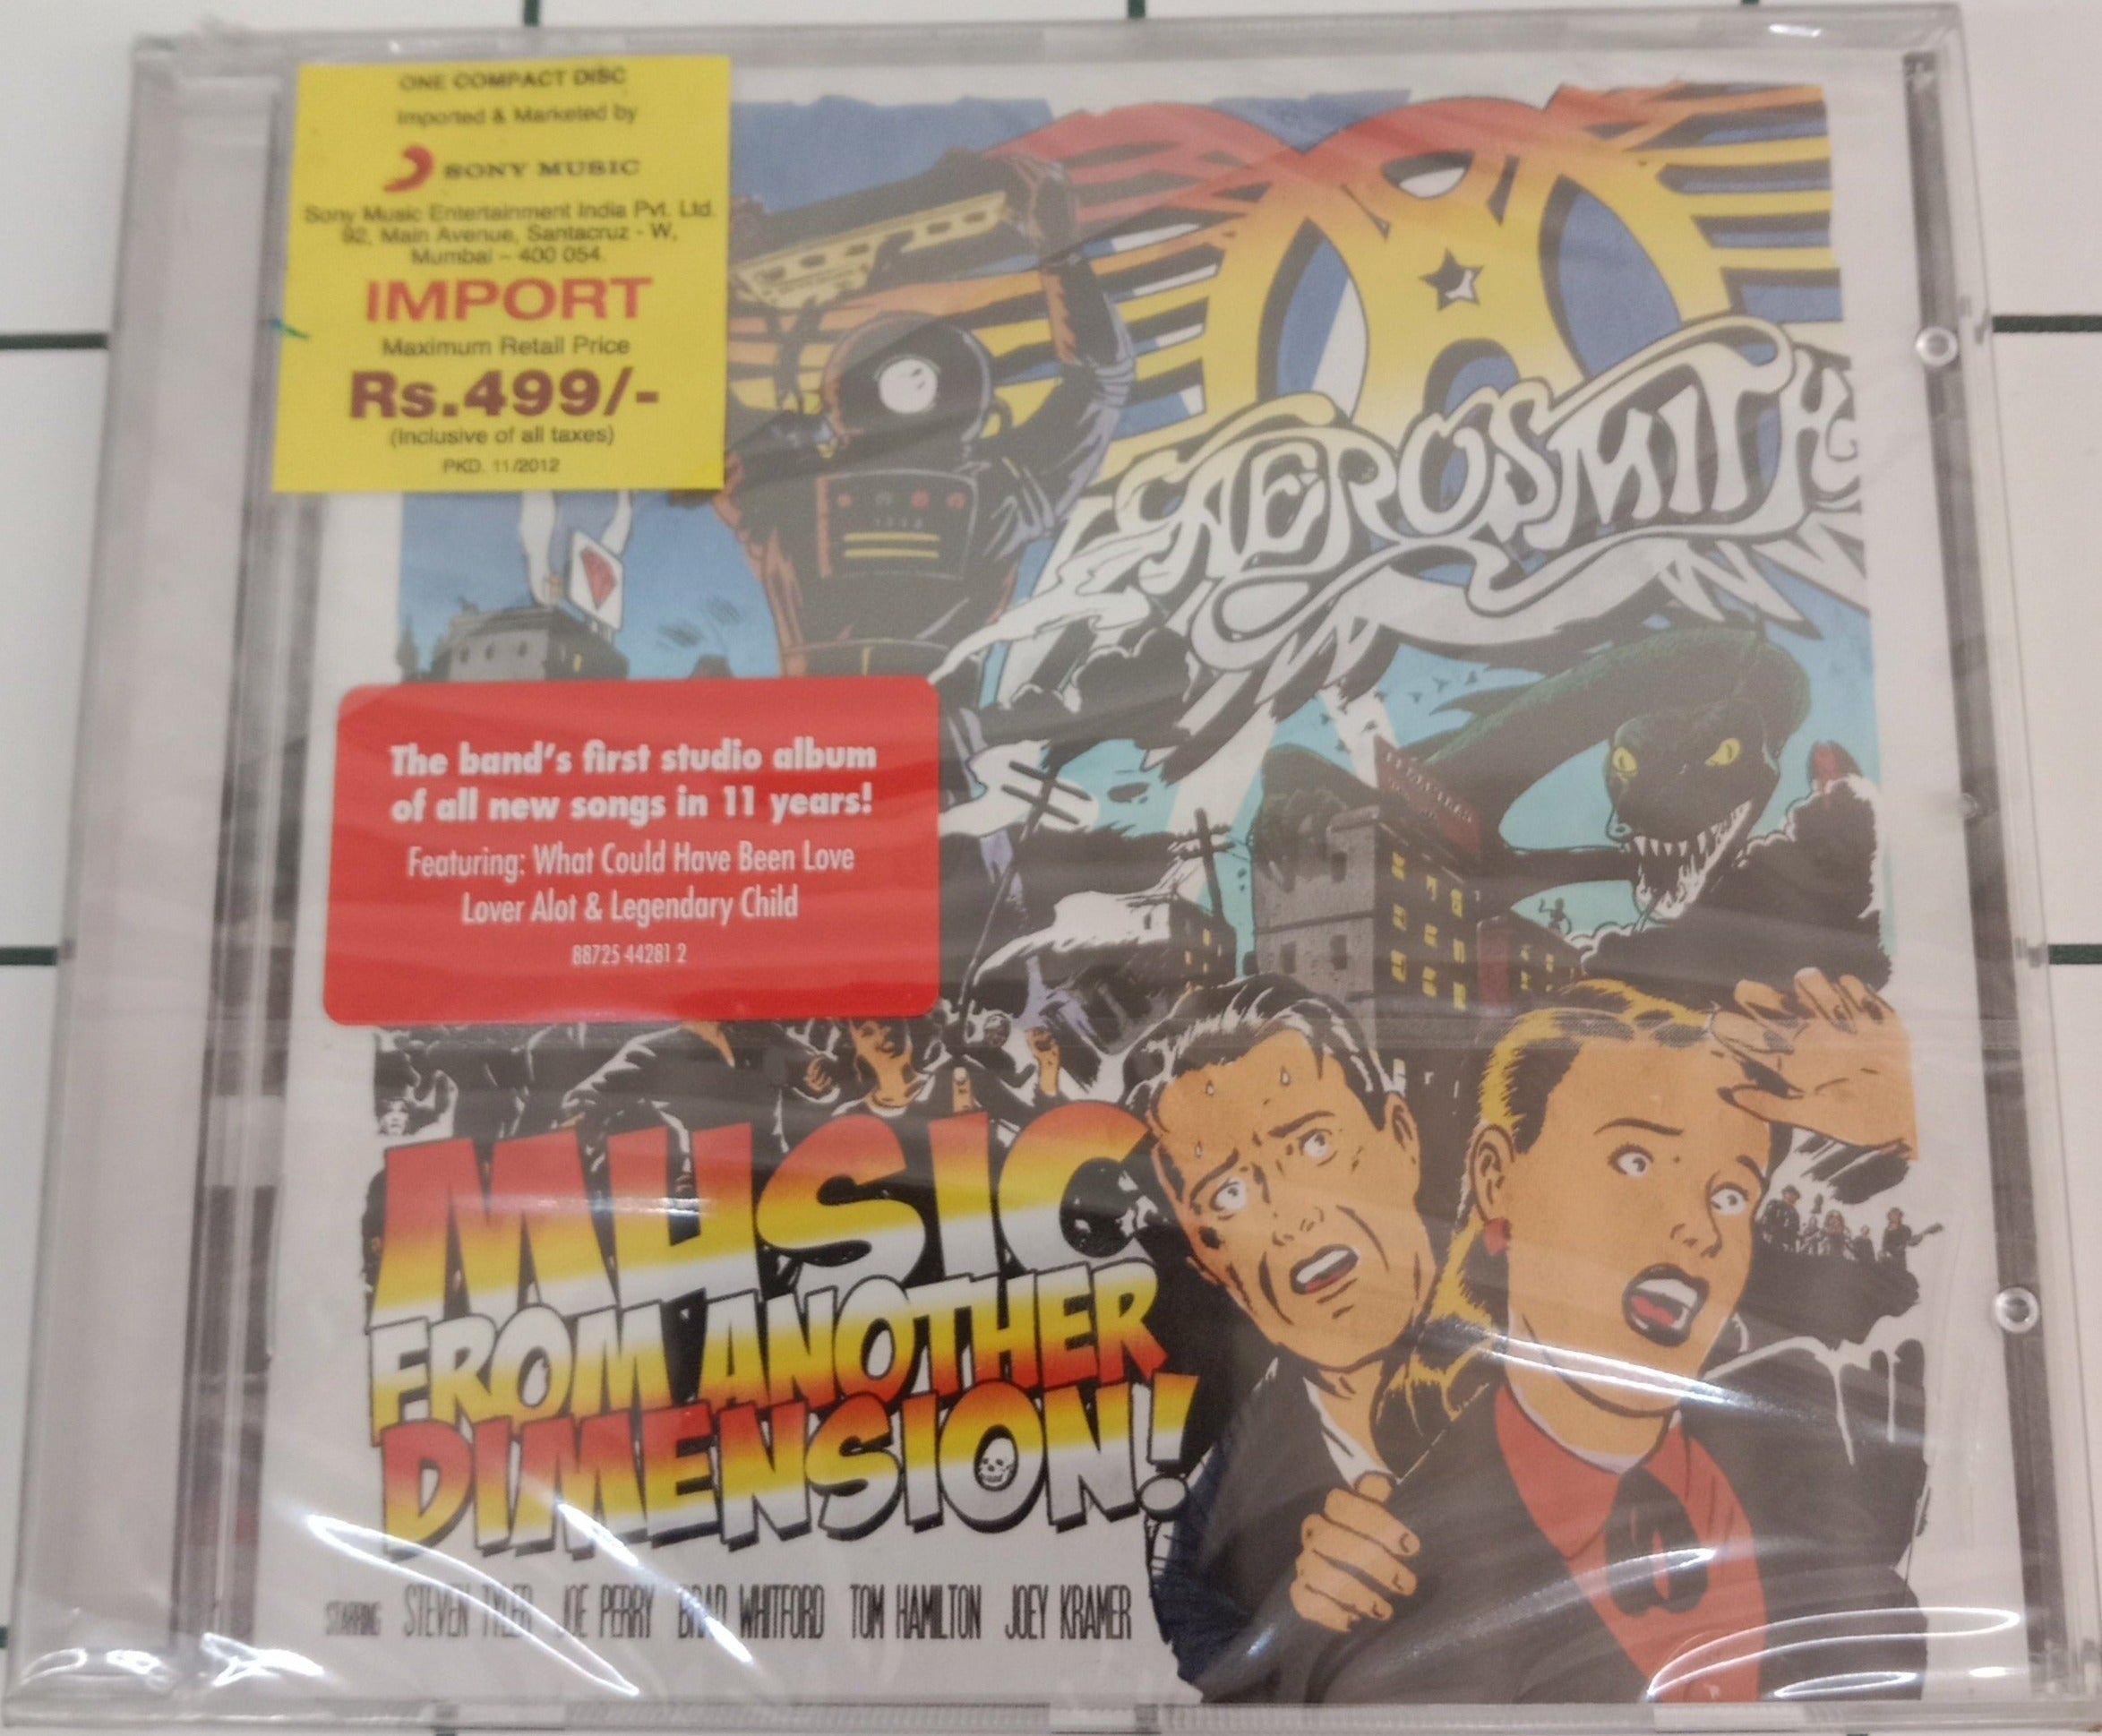 ONE COMPACT DISC
Imported & Marketed by
SONY MUSIC
Sony Music Entertainment India Pvt. Ltd.
92, Main Avenue, Santacruz - W,
Mumbai – 400 054.
IMPORT
Maximum Retail Price
Rs.499/-
(Inclusive of all taxes)
PKD. 11/2012
AEROSMITH
The band's first studio album
of all new songs in 11 years!
Featuring: What Could Have Been Love
Lover Alot & Legendary Child
88725 44281 2
MUSIC
FROM ANOTHER
DIMENSION!
STARRING STEVEN TYLER JOE PERRY BRAD WHITFORD TOM HAMILTON JOEY KRAMER